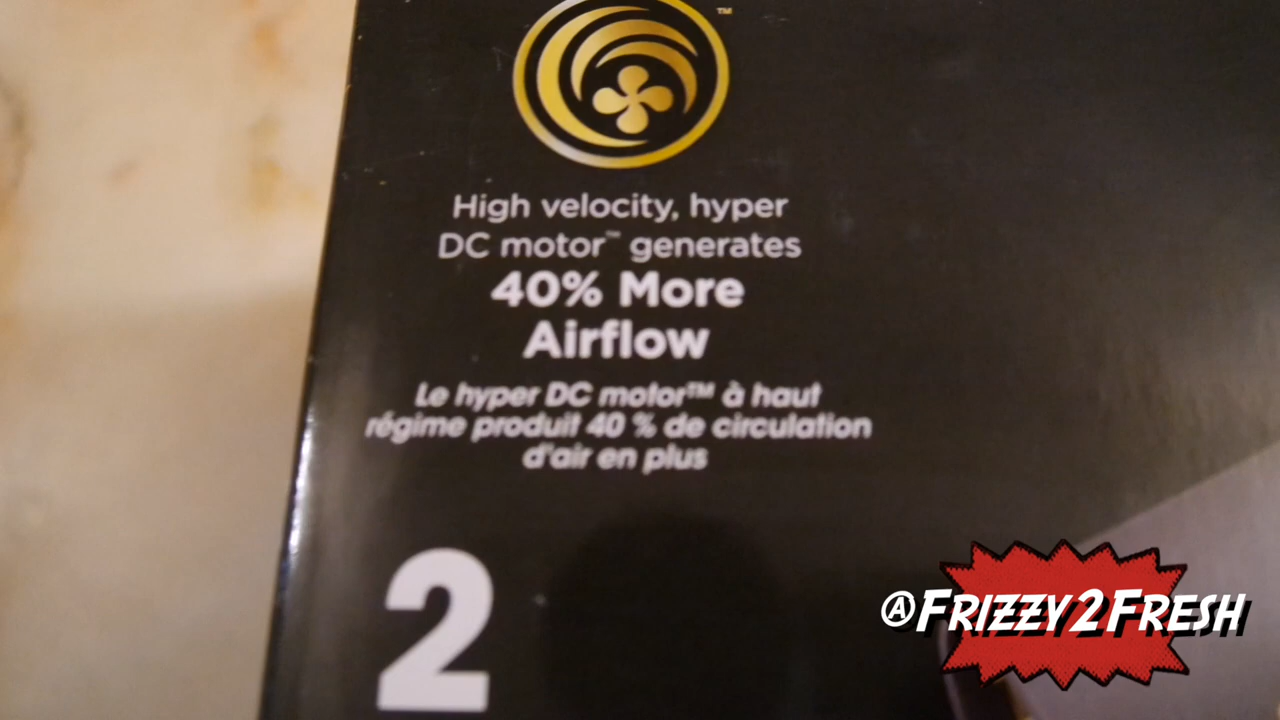 ™
High velocity, hyper
DC motor™ generates
40% More
Airflow
Le hyper DC motor™ à haut
régime produit 40 % de circulation
d'air en plus
2
@FRIZZY2FRESH